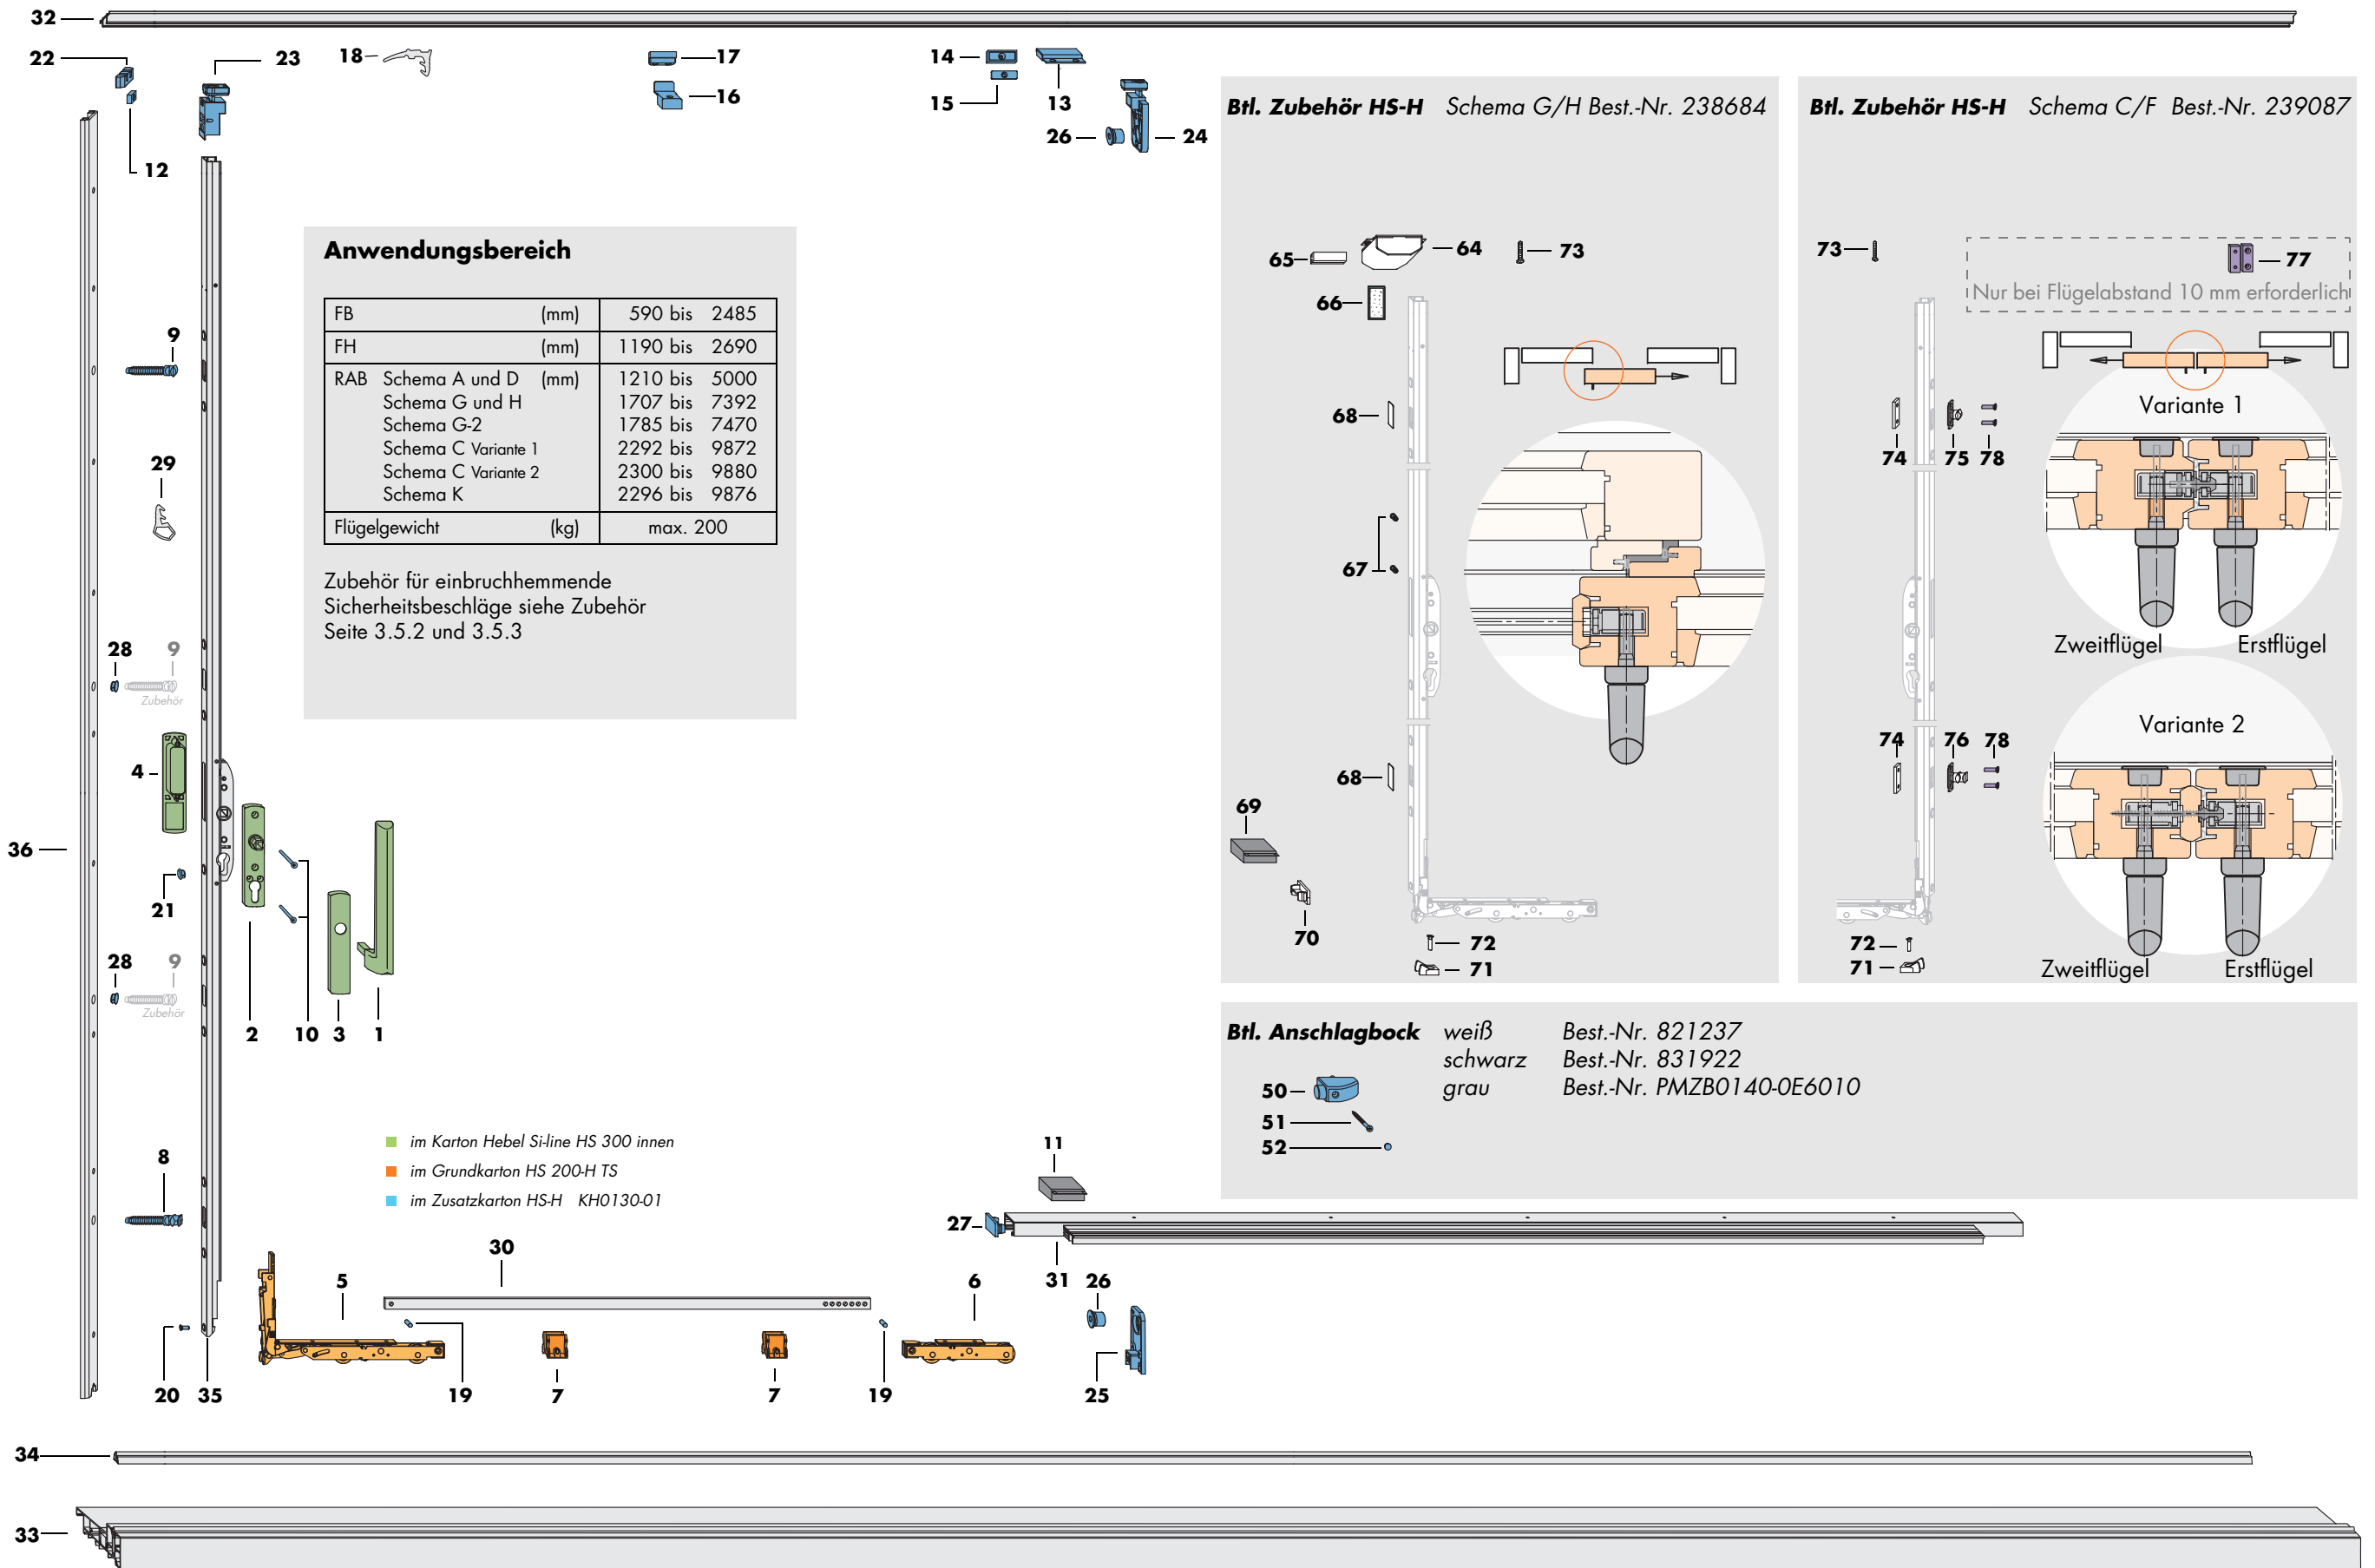 32
22
23
18
17
16
14
15
13
26
24
12
Btl. Zubehör HS-H Schema G/H Best.-Nr. 238684
65
64
73
66
68
67
68
69
70
72
71
Btl. Zubehör HS-H Schema C/F Best.-Nr. 239087
73
77
Nur bei Flügelabstand 10 mm erforderlich
Variante 1
74
75
78
Zweitflügel Erstflügel
Variante 2
74
76
78
72
71
Zweitflügel Erstflügel
Anwendungsbereich
FB (mm) 590 bis 2485
FH (mm) 1190 bis 2690
RAB Schema A und D (mm) 1210 bis 5000
Schema G und H 1707 bis 7392
Schema G-2 1785 bis 7470
Schema C Variante 1 2292 bis 9872
Schema C Variante 2 2300 bis 9880
Schema K 2296 bis 9876
Flügelgewicht (kg) max. 200
Zubehör für einbruchhemmende
Sicherheitsbeschläge siehe Zubehör
Seite 3.5.2 und 3.5.3
9
29
28
9
Zubehör
4
36
21
28
9
Zubehör
2
10
3
1
Btl. Anschlagbock weiß Best.-Nr. 821237
schwarz Best.-Nr. 831922
grau Best.-Nr. PMZB0140-0E6010
50
51
52
im Karton Hebel Si-line HS 300 innen
im Grundkarton HS 200-H TS
im Zusatzkarton HS-H KH0130-01
8
11
27
31
30
5
6
26
20
35
19
7
7
19
25
34
33